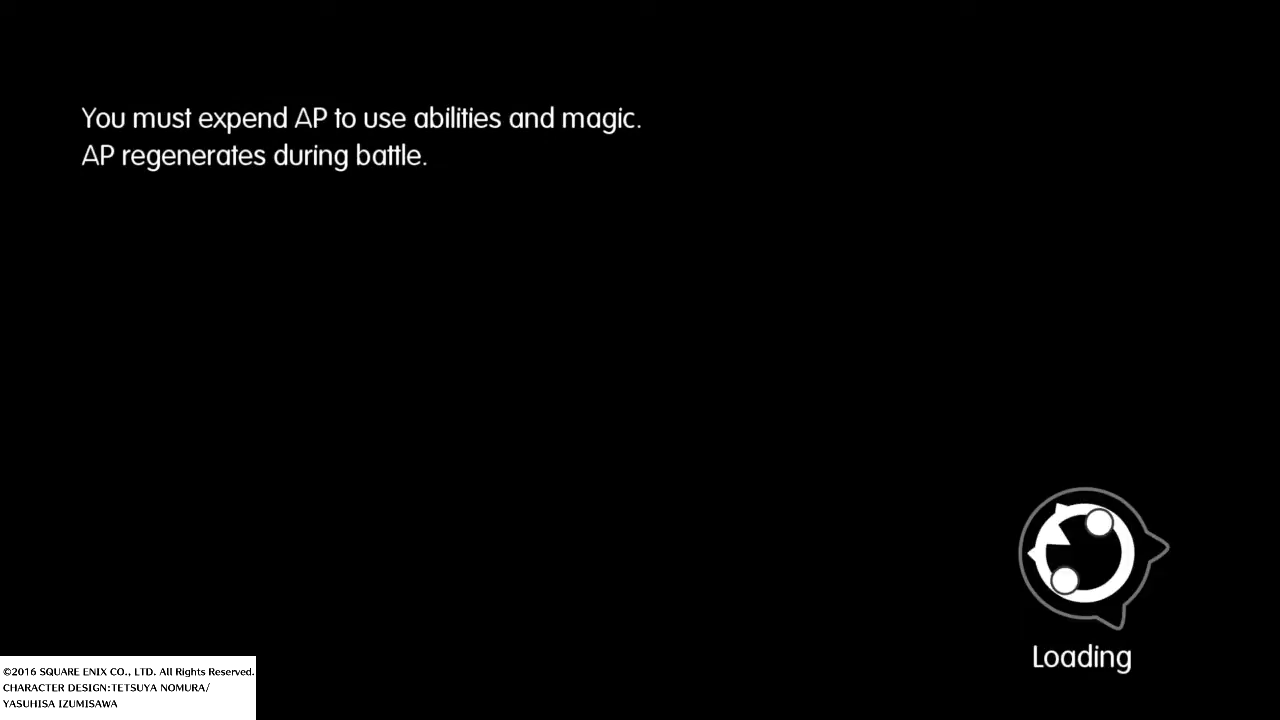 You must expend AP to use abilities and magic.
AP regenerates during battle.
Loading
©2016 SQUARE ENIX CO., LTD. All Rights Reserved.
CHARACTER DESIGN:TETSUYA NOMURA/
YASUHISA IZUMISAWA